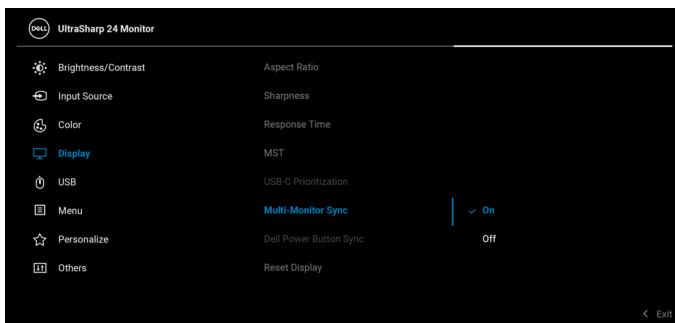 DELL UltraSharp 24 Monitor
Brightness/Contrast Aspect Ratio
Input Source Sharpness
Color Response Time
Display MST
USB USB-C Prioritization
Menu Multi-Monitor Sync On
Personalize Dell Power Button Sync Off
Others Reset Display
Exit